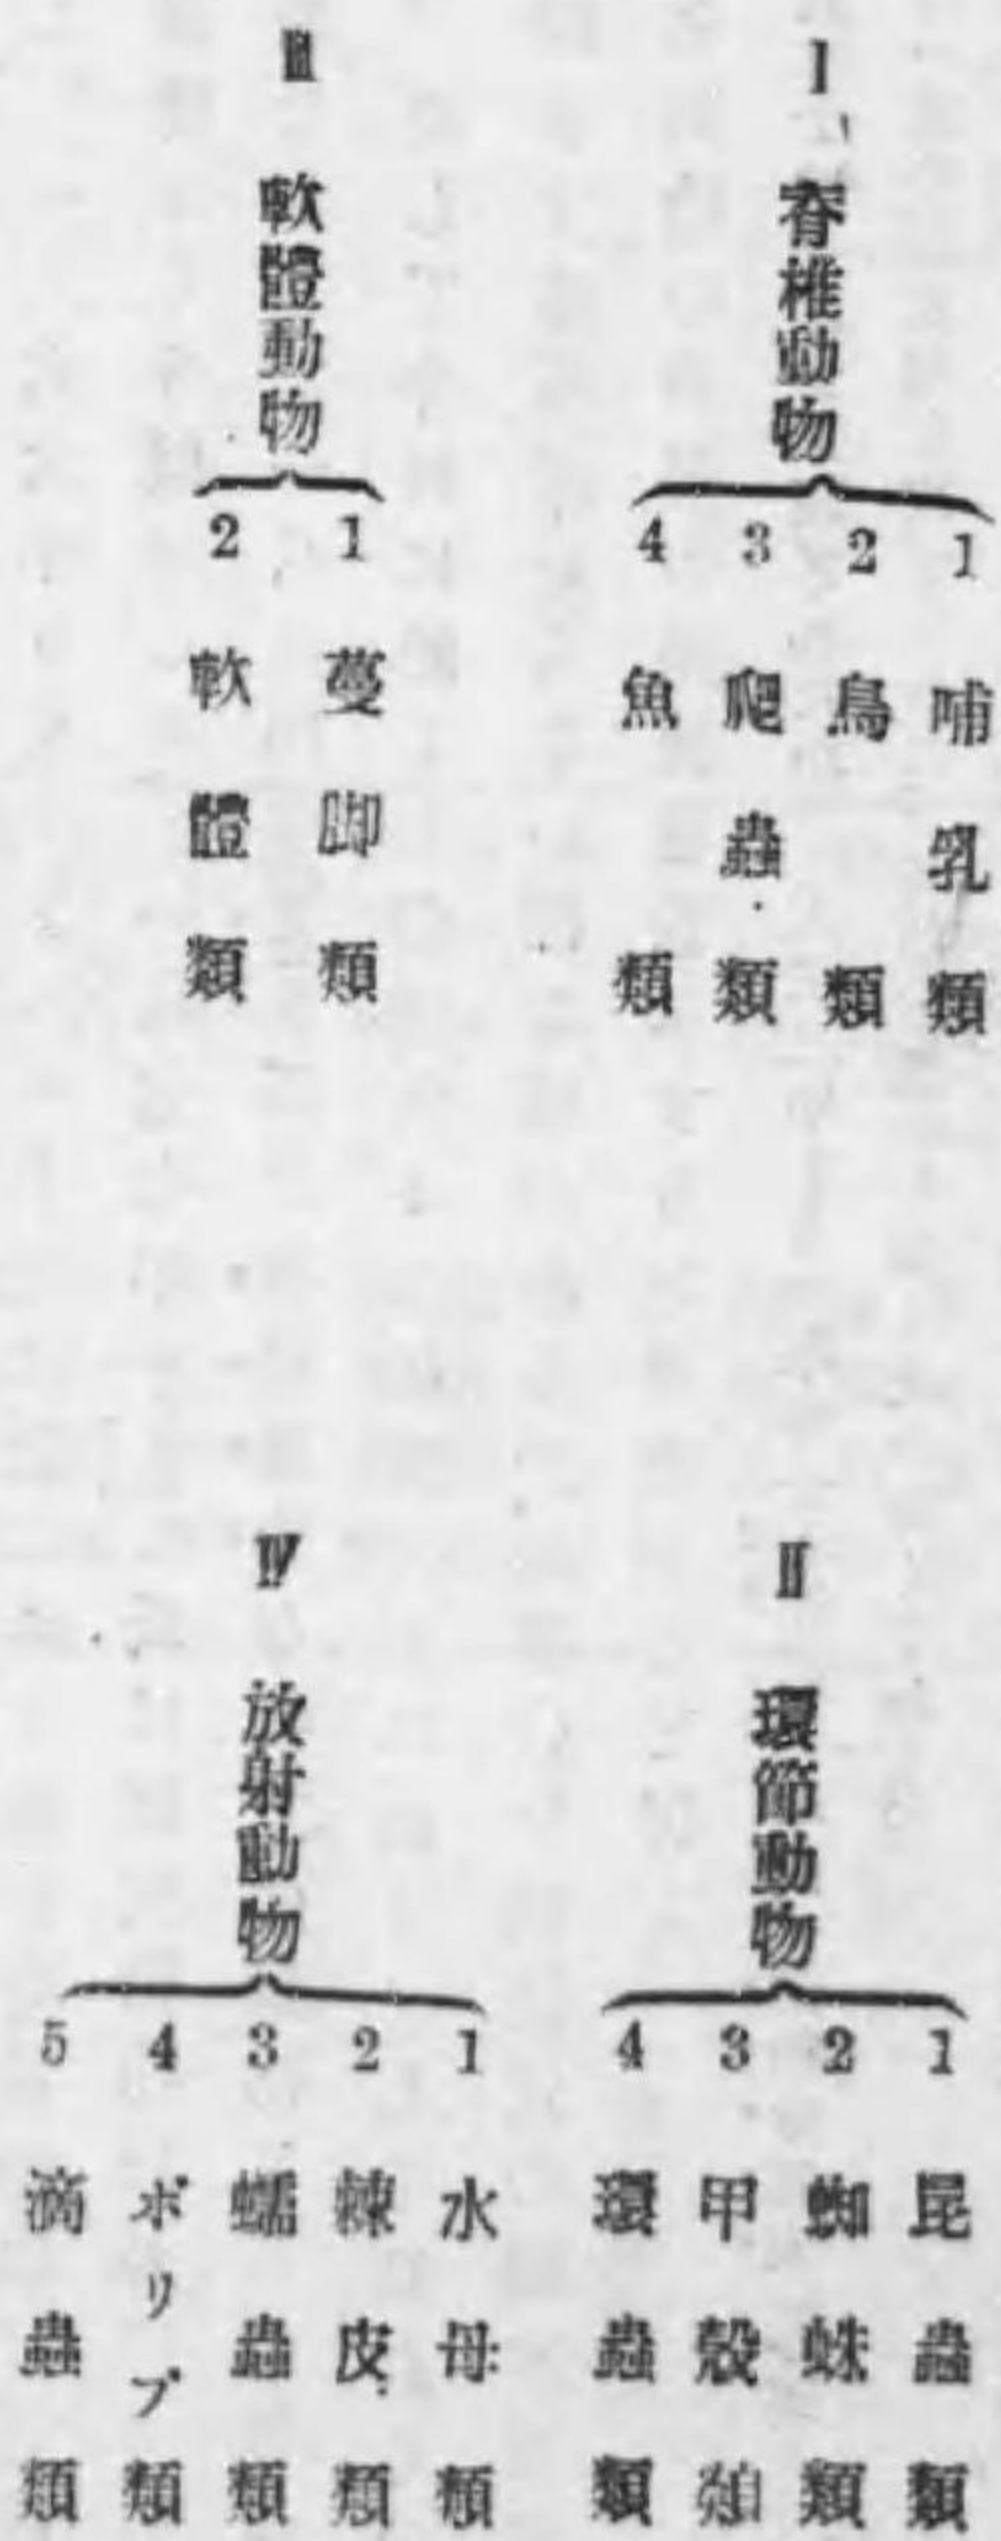 I 脊椎動物
1 哺乳類
2 鳥類
3 爬蟲類
4 魚類
II 環節動物
1 昆蟲類
2 蜘蛛類
3 甲殼類
4 環蟲類
III 軟體動物
1 蔓脚類
2 軟體類
IV 放射動物
1 水母類
2 棘皮類
3 蠕蟲類
4 ポリプ類
5 滴蟲類